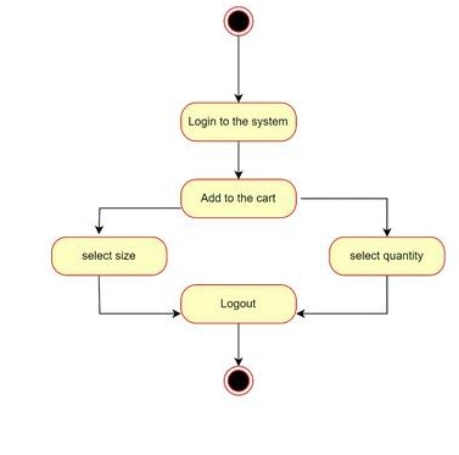 Login to the system
Add to the cart
select size
select quantity
Logout